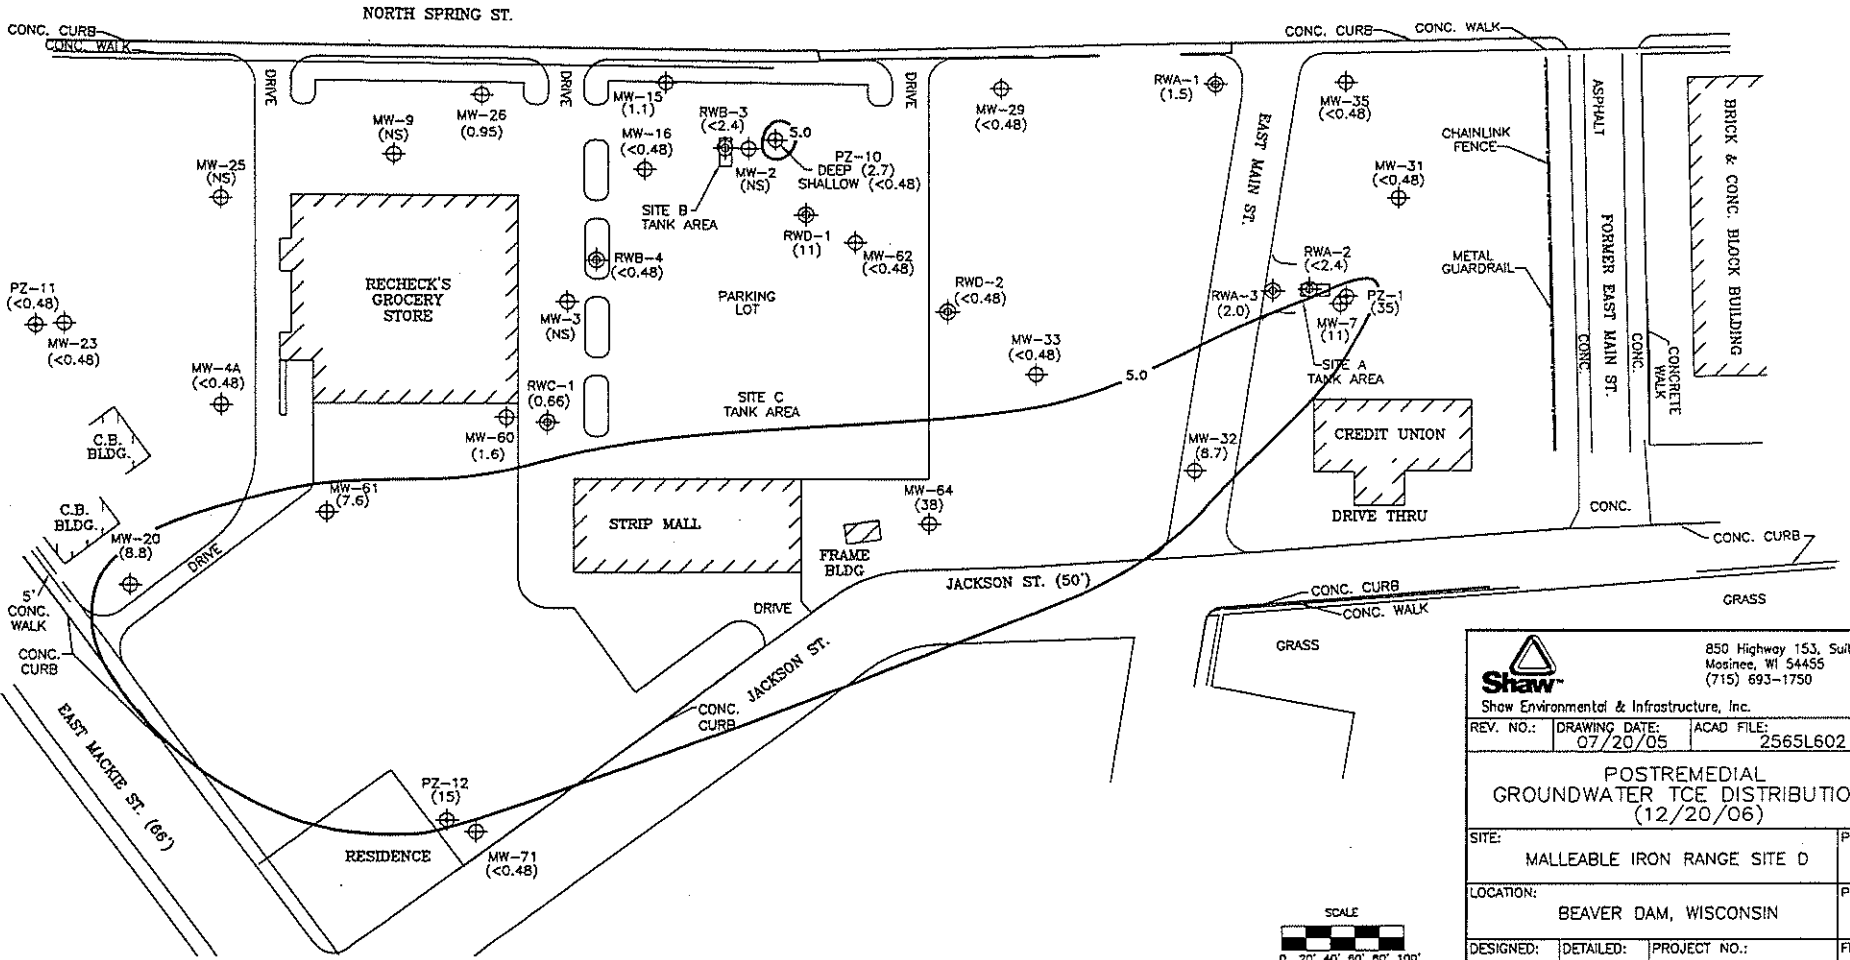 NORTH SPRING ST.
CONC. CURB
CONC. WALK
CONC. CURB
CONC. WALK
DRIVE
DRIVE
DRIVE
MW-26
(0.95)
MW-15
(1.1)
MW-9
(NS)
MW-25
(NS)
MW-16
(<0.48)
RWB-3
(<2.4)
5.0
MW-2
(NS)
PZ-10
DEEP (2.7)
SHALLOW (<0.48)
SITE B
TANK AREA
RWD-1
(11)
MW-62
(<0.48)
MW-29
(<0.48)
RWA-1
(1.5)
MW-35
(<0.48)
MW-31
(<0.48)
EAST MAIN ST.
CHAINLINK
FENCE
METAL
GUARDRAIL
ASPHALT
FORMER EAST MAIN ST.
CONC.
CONC.
CONCRETE
WALK
BRICK & CONC. BLOCK BUILDING
RECHECK'S
GROCERY
STORE
RWB-4
(<0.48)
MW-3
(NS)
PARKING
LOT
RWD-2
(<0.48)
MW-33
(<0.48)
RWA-2
(<2.4)
RWA-3
(2.0)
PZ-1
(35)
MW-7
(11)
SITE A
TANK AREA
5.0
PZ-11
(<0.48)
MW-23
(<0.48)
MW-4A
(<0.48)
C.B.
BLDG.
C.B.
BLDG.
RWC-1
(0.66)
MW-60
(1.6)
SITE C
TANK AREA
MW-61
(7.6)
MW-20
(8.8)
DRIVE
STRIP MALL
FRAME
BLDG
MW-64
(38)
MW-32
(8.7)
CREDIT UNION
DRIVE THRU
CONC.
CONC. CURB
JACKSON ST. (50')
CONC. CURB
CONC. WALK
GRASS
GRASS
DRIVE
JACKSON ST.
CONC.
CURB
5'
CONC.
WALK
CONC.
CURB
EAST MACKIE ST. (66')
PZ-12
(15)
RESIDENCE
MW-71
(<0.48)
SCALE
0 20' 40' 60' 80' 100'
Shaw™
850 Highway 153, Sui
Mosinee, WI 54455
(715) 693-1750
Shaw Environmental & Infrastructure, Inc.
REV. NO.: DRAWING DATE: ACAD FILE:
07/20/05 2565L602
POSTREMEDIAL
GROUNDWATER TCE DISTRIBUTIO
(12/20/06)
SITE: P
MALLEABLE IRON RANGE SITE D
LOCATION: P
BEAVER DAM, WISCONSIN
DESIGNED: DETAILED: PROJECT NO.: F